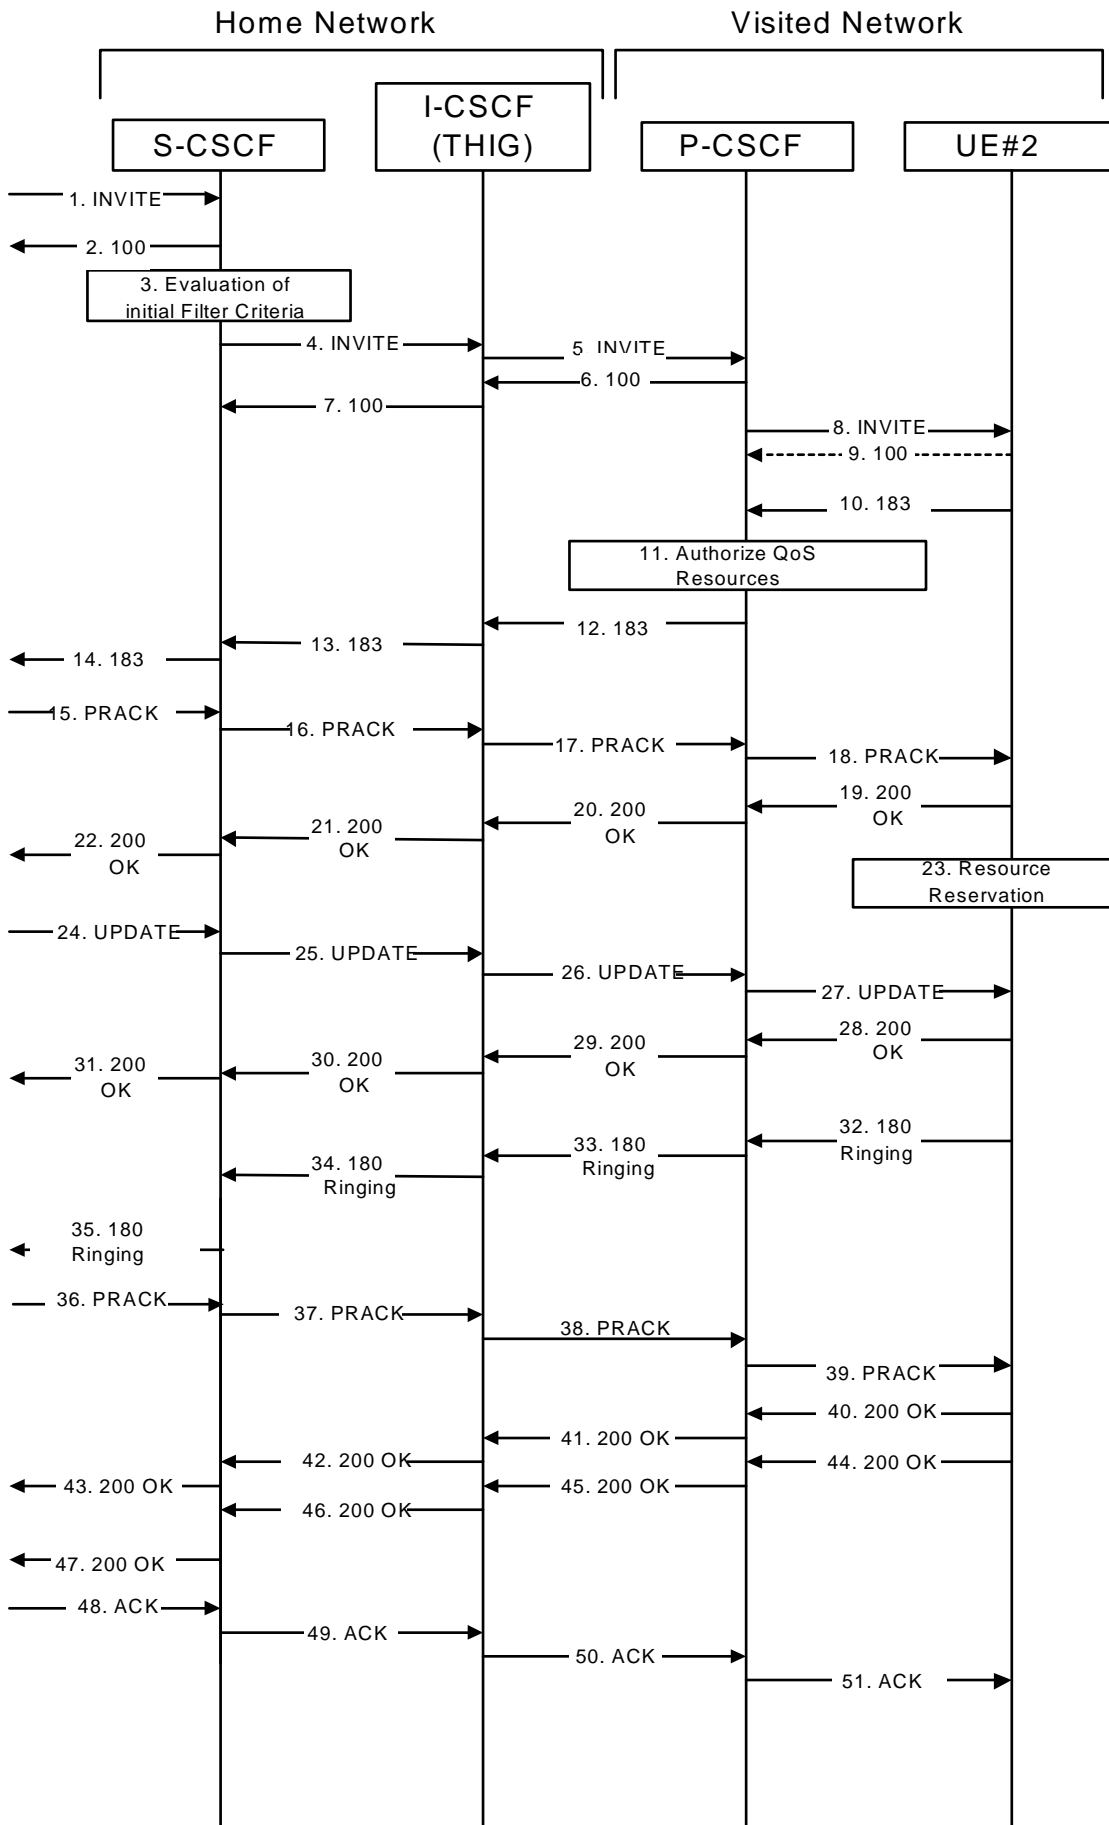 Home Network
Visited Network
S-CSCF
I-CSCF
(THIG)
P-CSCF
UE#2
1. INVITE
2. 100
3. Evaluation of
initial Filter Criteria
4. INVITE
5. INVITE
6. 100
7. 100
8. INVITE
9. 100
10. 183
11. Authorize QoS
Resources
12. 183
13. 183
14. 183
15. PRACK
16. PRACK
17. PRACK
18. PRACK
19. 200
OK
20. 200
OK
21. 200
OK
22. 200
OK
23. Resource
Reservation
24. UPDATE
25. UPDATE
26. UPDATE
27. UPDATE
28. 200
OK
29. 200
OK
30. 200
OK
31. 200
OK
32. 180
Ringing
33. 180
Ringing
34. 180
Ringing
35. 180
Ringing
36. PRACK
37. PRACK
38. PRACK
39. PRACK
40. 200 OK
41. 200 OK
42. 200 OK
43. 200 OK
44. 200 OK
45. 200 OK
46. 200 OK
47. 200 OK
48. ACK
49. ACK
50. ACK
51. ACK